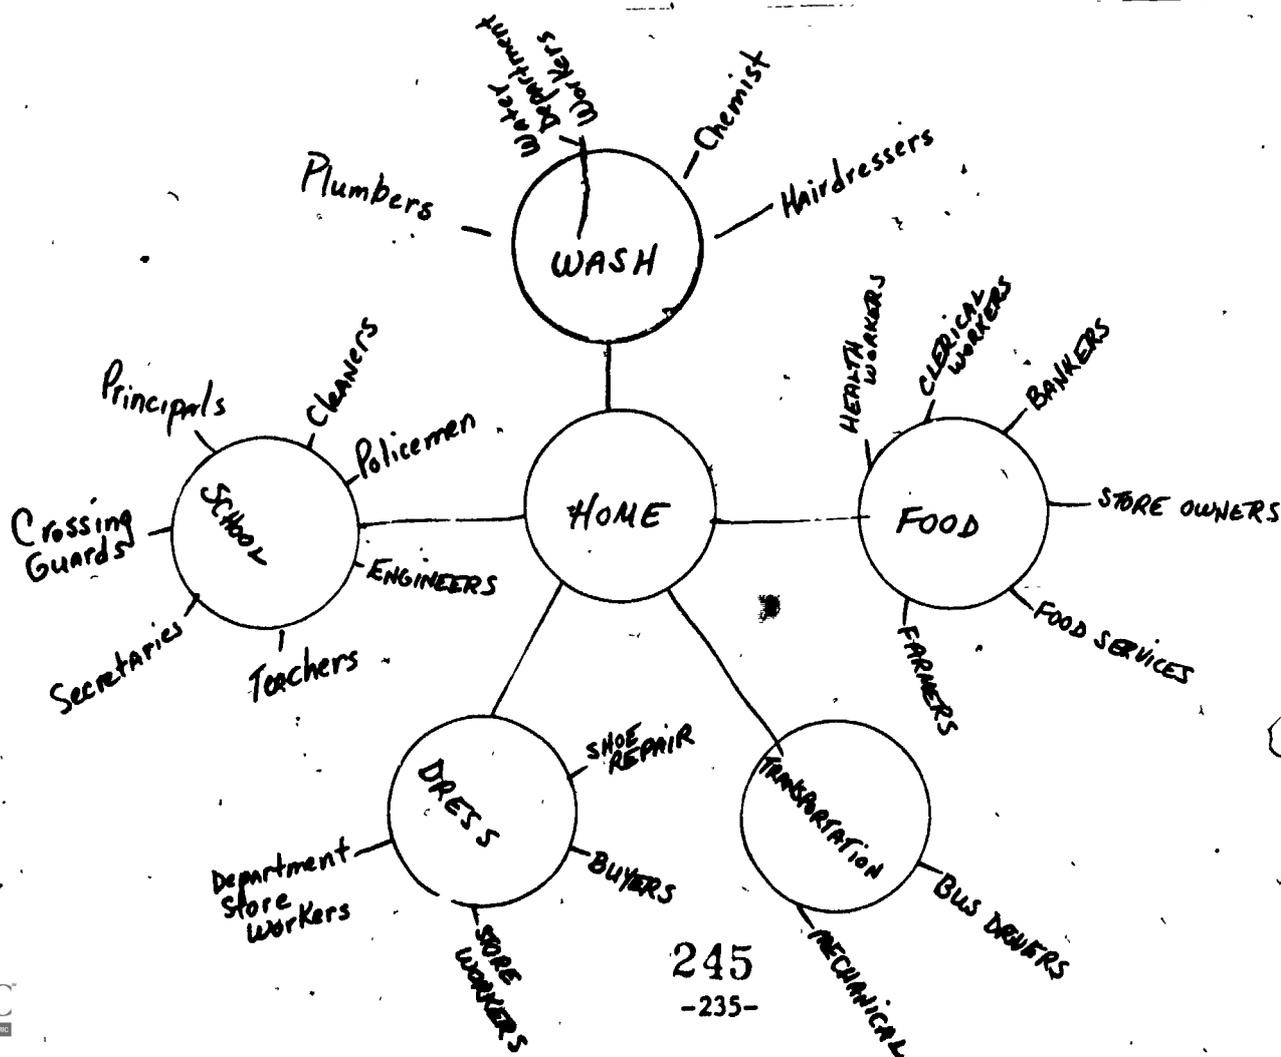 Water
Department
Workers
Chemist
Hairdressers
Plumbers
WASH
HEALTH
WORKERS
CLERICAL
WORKERS
BANKERS
Principals
Cleaners
Policemen
SCHOOL
Crossing
Guards
ENGINEERS
Secretaries
Teachers
HOME
FOOD
STORE OWNERS
FOOD SERVICES
FARMERS
DRESS
SHOE
REPAIR
BUYERS
Department
Store
Workers
STORE
WORKERS
TRANSPORTATION
BUS DRIVERS
MECHANICAL
245
-235-